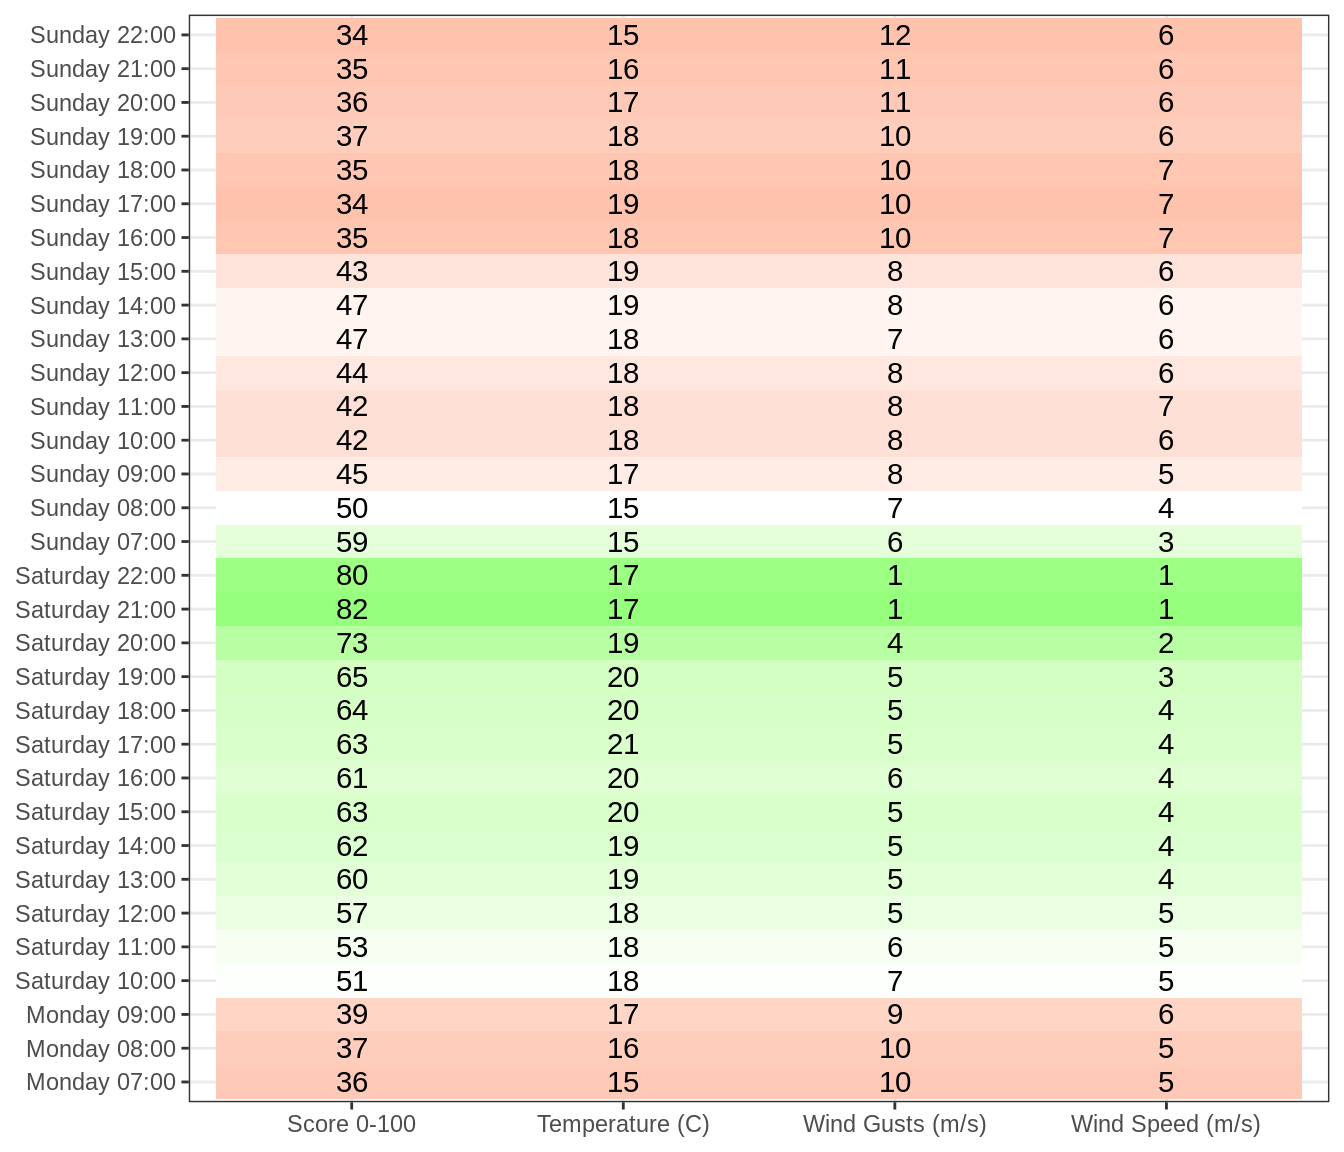 Sunday 22:00 34 15 12 6
Sunday 21:00 35 16 11 6
Sunday 20:00 36 17 11 6
Sunday 19:00 37 18 10 6
Sunday 18:00 35 18 10 7
Sunday 17:00 34 19 10 7
Sunday 16:00 35 18 10 7
Sunday 15:00 43 19 8 6
Sunday 14:00 47 19 8 6
Sunday 13:00 47 18 7 6
Sunday 12:00 44 18 8 6
Sunday 11:00 42 18 8 7
Sunday 10:00 42 18 8 6
Sunday 09:00 45 17 8 5
Sunday 08:00 50 15 7 4
Sunday 07:00 59 15 6 3
Saturday 22:00 80 17 1 1
Saturday 21:00 82 17 1 1
Saturday 20:00 73 19 4 2
Saturday 19:00 65 20 5 3
Saturday 18:00 64 20 5 4
Saturday 17:00 63 21 5 4
Saturday 16:00 61 20 6 4
Saturday 15:00 63 20 5 4
Saturday 14:00 62 19 5 4
Saturday 13:00 60 19 5 4
Saturday 12:00 57 18 5 5
Saturday 11:00 53 18 6 5
Saturday 10:00 51 18 7 5
Monday 09:00 39 17 9 6
Monday 08:00 37 16 10 5
Monday 07:00 36 15 10 5
Score 0-100 Temperature (C) Wind Gusts (m/s) Wind Speed (m/s)